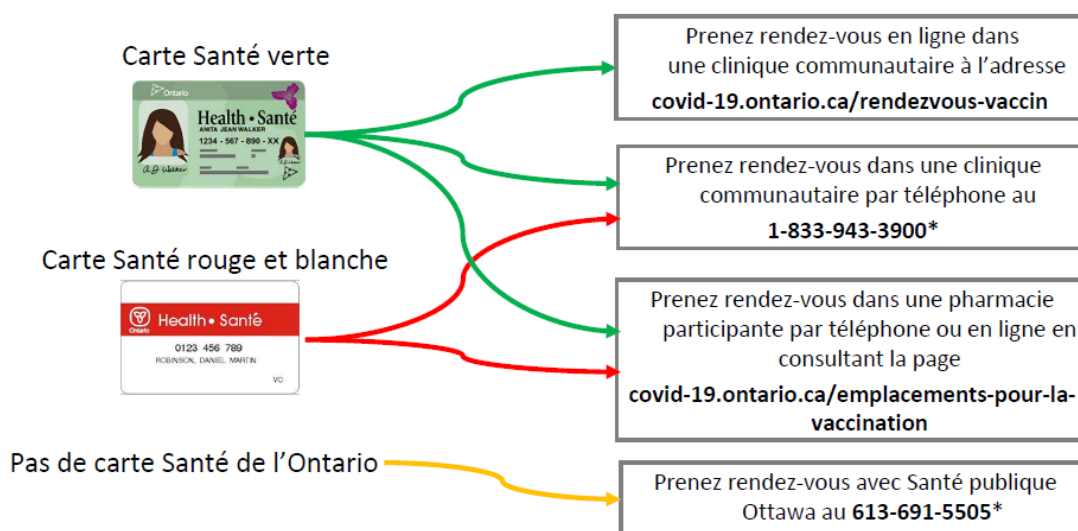 Carte Santé verte
Ontario
Health • Santé
ANITA JEAN WALKER
1234 - 567 - 890 - XX
Carte Santé rouge et blanche
Ontario
Health • Santé
0123 456 789
ROBINSON, DANIEL MARTIN
VC
Pas de carte Santé de l’Ontario
Prenez rendez-vous en ligne dans
une clinique communautaire à l’adresse
covid-19.ontario.ca/rendezvous-vaccin
Prenez rendez-vous dans une clinique
communautaire par téléphone au
1-833-943-3900*
Prenez rendez-vous dans une pharmacie
participante par téléphone ou en ligne en
consultant la page
covid-19.ontario.ca/emplacements-pour-la-
vaccination
Prenez rendez-vous avec Santé publique
Ottawa au 613-691-5505*